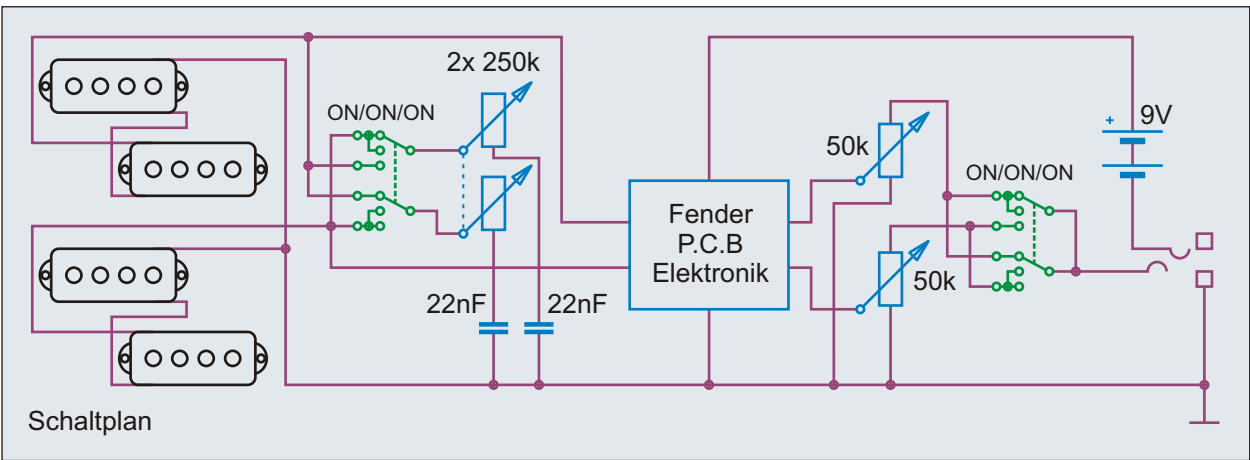 2x 250k
ON/ON/ON
22nF
22nF
Fender
P.C.B
Elektronik
50k
50k
ON/ON/ON
+
9V
Schaltplan